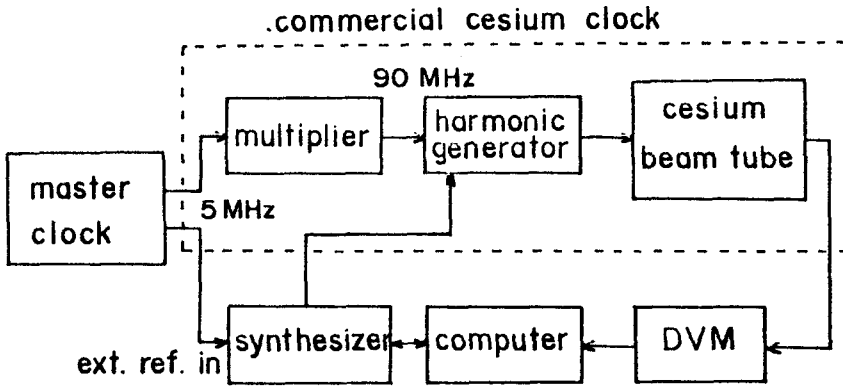 .commercial cesium clock
90 MHz
multiplier
harmonic
generator
cesium
beam tube
master
clock
5 MHz
ext. ref. in
synthesizer
computer
DVM